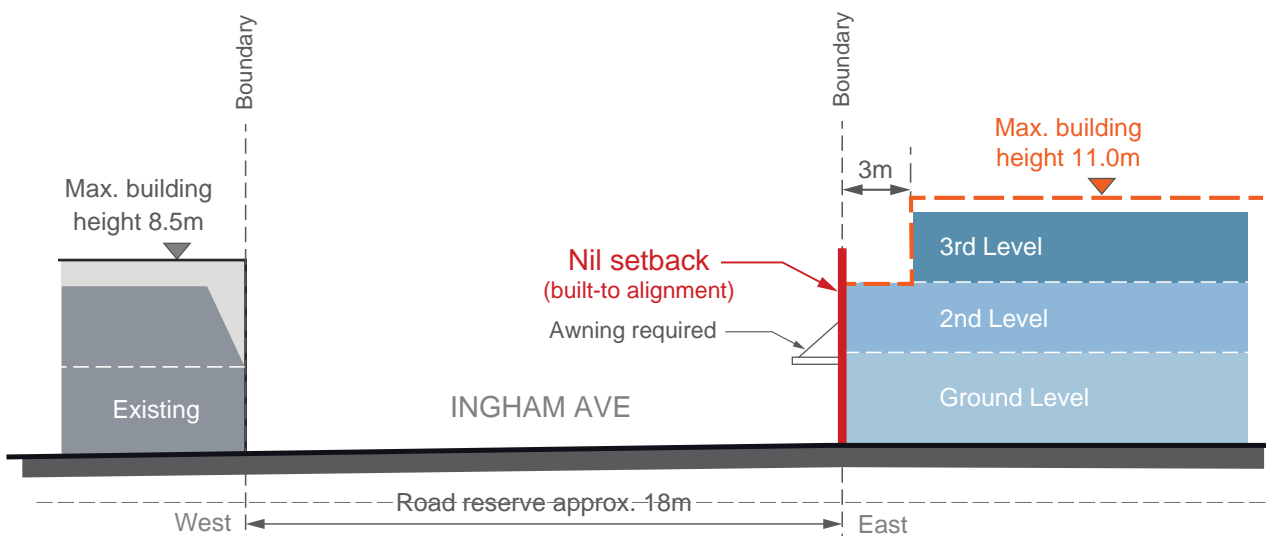 Boundary
Boundary
Max. building
height 11.0m
3m
Max. building
height 8.5m
3rd Level
Nil setback
(built-to alignment)
2nd Level
Awning required
Ground Level
Existing
INGHAM AVE
Road reserve approx. 18m
West
East